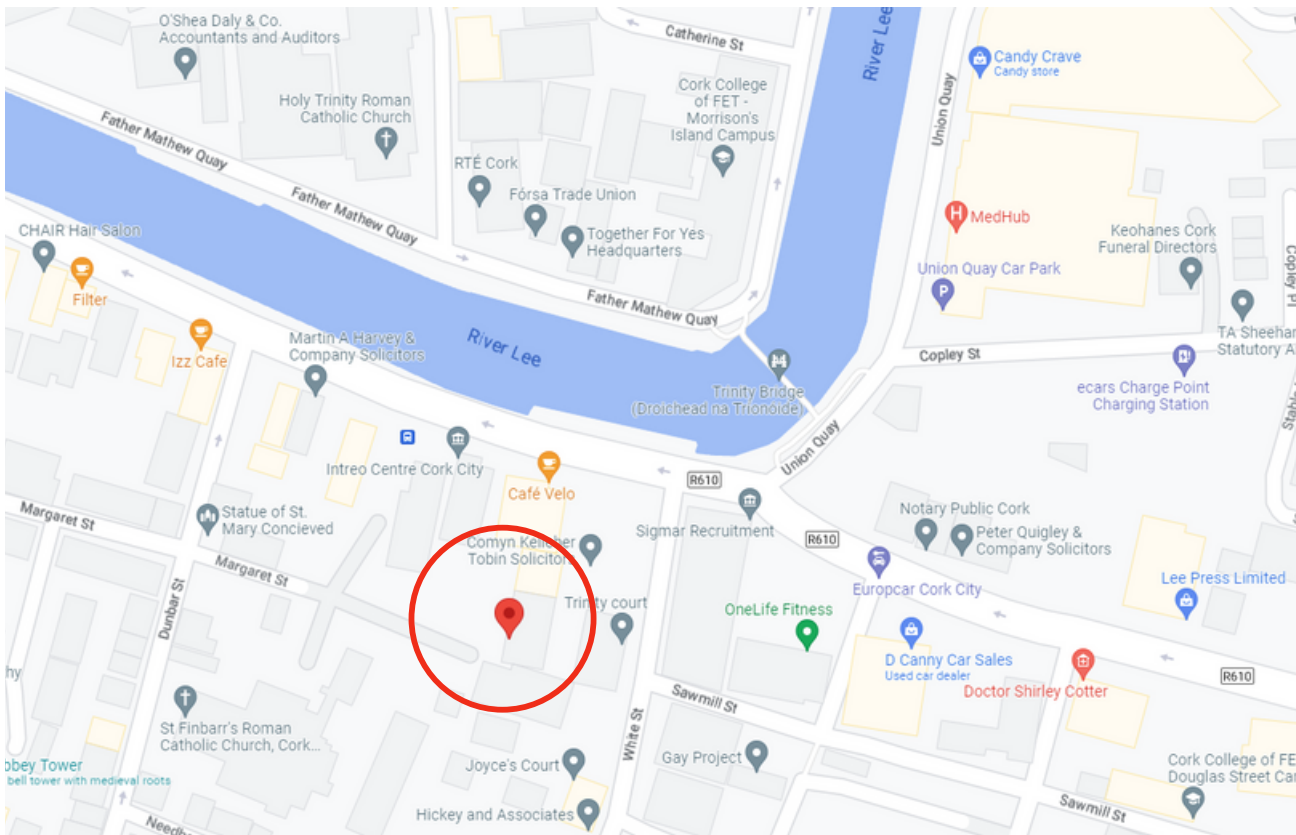 O'Shea Daly & Co.
Accountants and Auditors
Catherine St
River Lee
Candy Crave
Candy store
Holy Trinity Roman
Catholic Church
Cork College
of FET -
Morrison's
Island Campus
Union Quay
Father Mathew Quay
RTÉ Cork
Fórsa Trade Union
Father Mathew Quay
Together For Yes
Headquarters
MedHub
Keohanes Cork
Funeral Directors
CHAIR Hair Salon
Union Quay Car Park
P
H
Copley Pl
Filter
Father Mathew Quay
TA Sheehan
Statutory A
Izz Cafe
Martin A Harvey &
Company Solicitors
River Lee
Copley St
Trinity Bridge
(Droichead na Tríonóide)
ecars Charge Point
Charging Station
Stable
Union Quay
Intreo Centre Cork City
Café Velo
R610
Margaret St
Statue of St.
Mary Concieved
Sigmar Recruitment
Notary Public Cork
Peter Quigley &
Company Solicitors
R610
Comyn Kelleher
Tobin Solicitors
Margaret St
Europcar Cork City
Lee Press Limited
Dunbar St
Trinity court
OneLife Fitness
D Canny Car Sales
Used car dealer
Doctor Shirley Cotter
R610
hy
St Finbarr's Roman
Catholic Church, Cork...
Sawmill St
White St
bbey Tower
bell tower with medieval roots
Joyce's Court
Gay Project
Cork College of FE
Douglas Street Ca
Hickey and Associates
Sawmill St
Needh